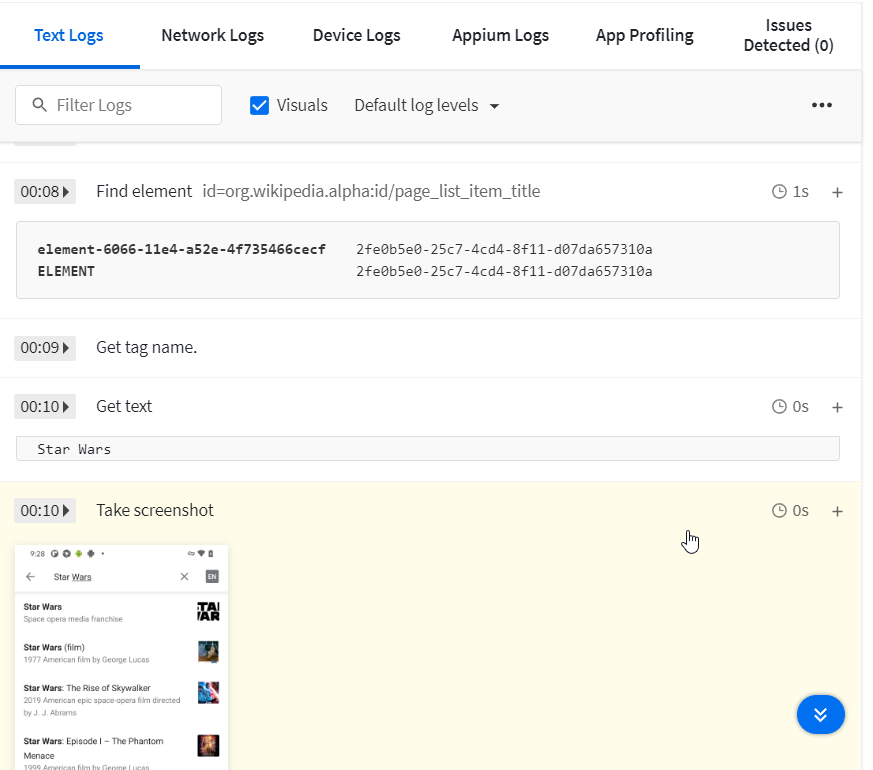 Text Logs Network Logs Device Logs Appium Logs App Profiling Issues Detected (0)
Filter Logs Visuals Default log levels
00:08 Find element id=org.wikipedia.alpha:id/page_list_item_title 1s +
element-6066-11e4-a52e-4f735466cecf 2fe0b5e0-25c7-4cd4-8f11-d07da657310a
ELEMENT 2fe0b5e0-25c7-4cd4-8f11-d07da657310a
00:09 Get tag name.
00:10 Get text 0s +
Star Wars
00:10 Take screenshot 0s +
9:28
Star Wars EN
Star Wars
Space opera media franchise
STAR WARS
Star Wars (film)
1977 American film by George Lucas
Star Wars: The Rise of Skywalker
2019 American epic space-opera film directed
by J. J. Abrams
Star Wars: Episode I – The Phantom
Menace
1999 American film by George Lucas